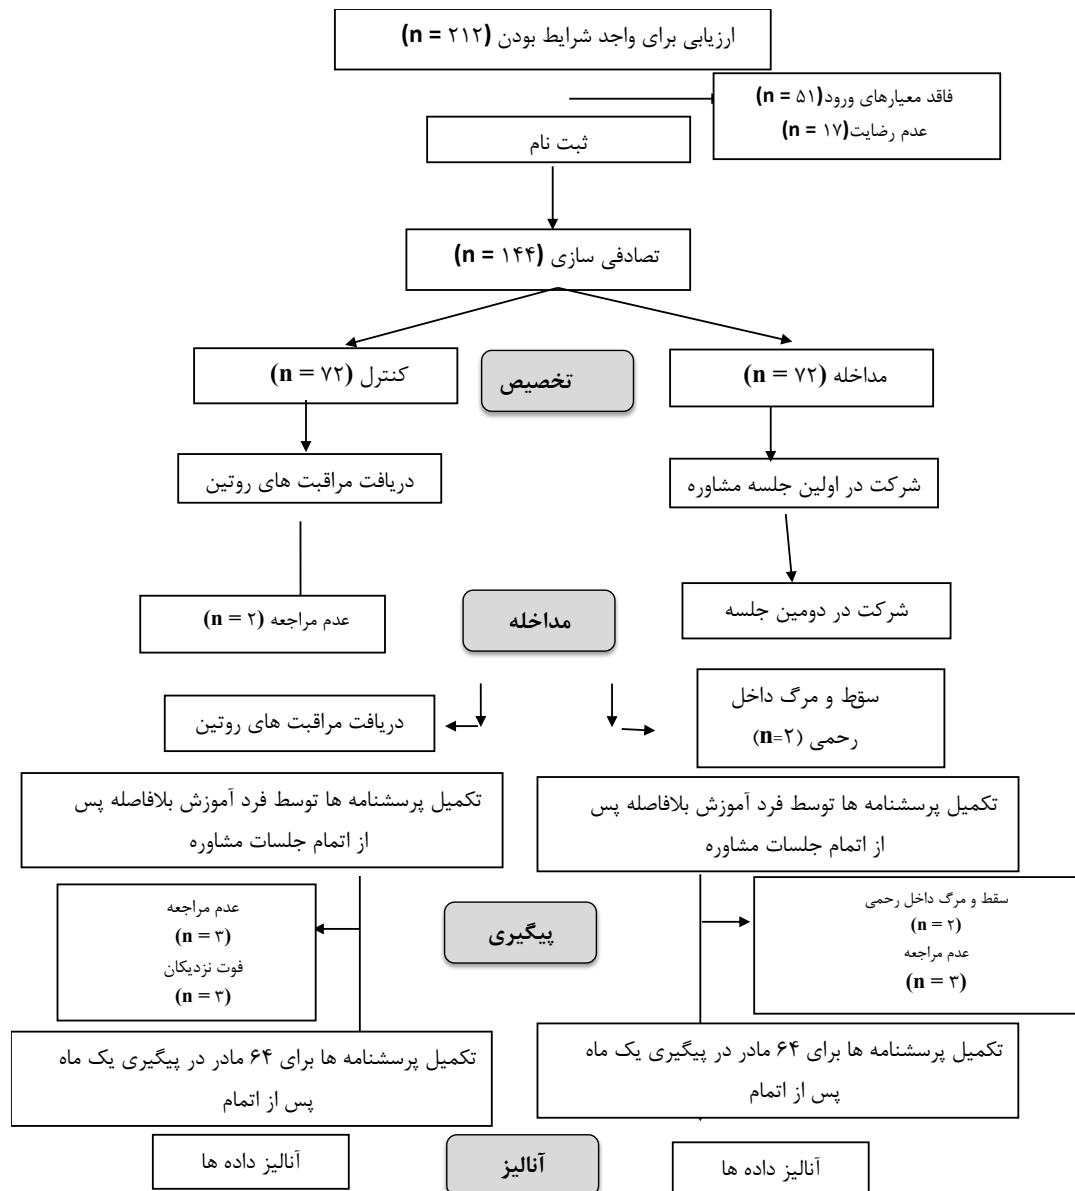 ارزیابی برای واجد شرایط بودن (n = ۲۱۲)
فاقد معیارهای ورود(n = ۵۱)
عدم رضایت(n = ۱۷)
ثبت نام
تصادفی سازی (n = ۱۴۴)
مداخله (n = ۷۲)
تخصیص
کنترل (n = ۷۲)
شرکت در اولین جلسه مشاوره
دریافت مراقبت های روتین
شرکت در دومین جلسه
مداخله
عدم مراجعه (n = ۲)
سقط و مرگ داخل
رحمی (n=۲)
دریافت مراقبت های روتین
تکمیل پرسشنامه ها توسط فرد آموزش بلافاصله پس
از اتمام جلسات مشاوره
تکمیل پرسشنامه ها توسط فرد آموزش بلافاصله پس
از اتمام جلسات مشاوره
سقط و مرگ داخل رحمی
(n = ۲)
عدم مراجعه
(n = ۳)
پیگیری
عدم مراجعه
(n = ۳)
فوت نزدیکان
(n = ۳)
تکمیل پرسشنامه ها برای ۶۴ مادر در پیگیری یک ماه
پس از اتمام
تکمیل پرسشنامه ها برای ۶۴ مادر در پیگیری یک ماه
پس از اتمام
آنالیز داده ها
آنالیز
آنالیز داده ها